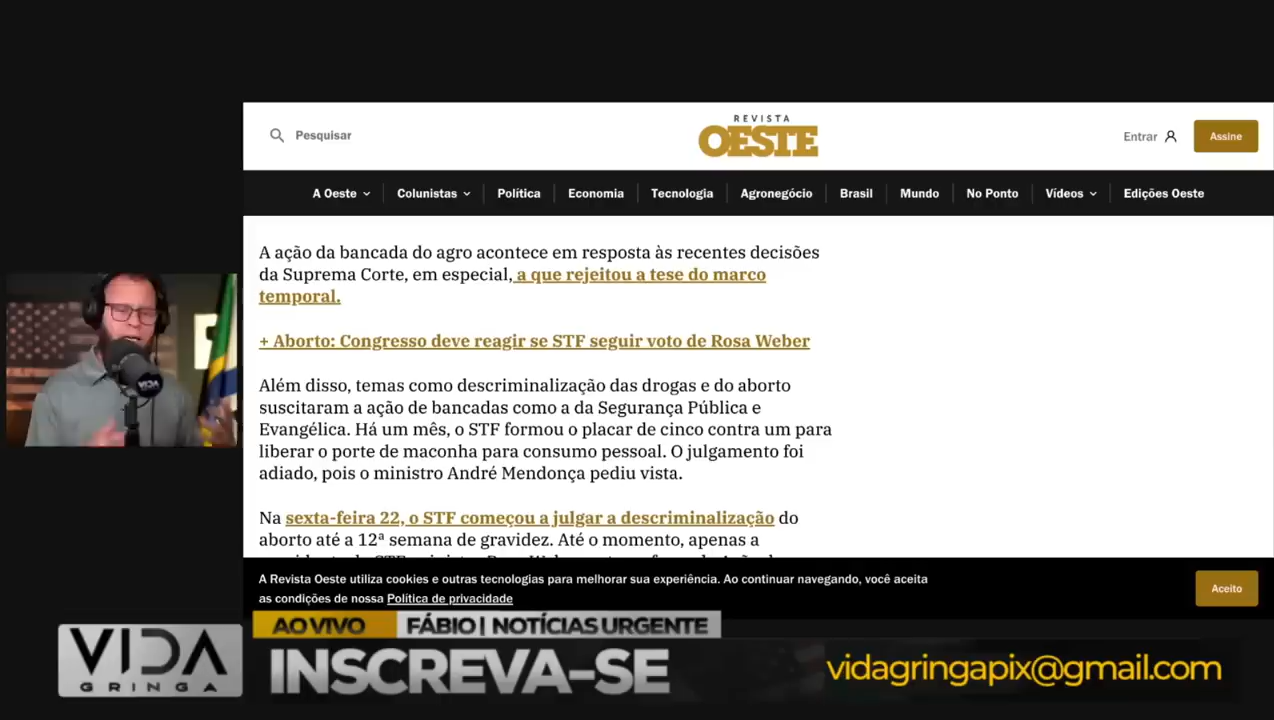 Pesquisar
REVISTA
OESTE
Entrar
Assine
A Oeste
Colunistas
Política
Economia
Tecnologia
Agronegócio
Brasil
Mundo
No Ponto
Vídeos
Edições Oeste
A ação da bancada do agro acontece em resposta às recentes decisões
da Suprema Corte, em especial, a que rejeitou a tese do marco
temporal.
+ Aborto: Congresso deve reagir se STF seguir voto de Rosa Weber
Além disso, temas como descriminalização das drogas e do aborto
suscitaram a ação de bancadas como a da Segurança Pública e
Evangélica. Há um mês, o STF formou o placar de cinco contra um para
liberar o porte de maconha para consumo pessoal. O julgamento foi
adiado, pois o ministro André Mendonça pediu vista.
Na sexta-feira 22, o STF começou a julgar a descriminalização do
aborto até a 12ª semana de gravidez. Até o momento, apenas a
A Revista Oeste utiliza cookies e outras tecnologias para melhorar sua experiência. Ao continuar navegando, você aceita
as condições de nossa Política de privacidade
Aceito
VIDA
AO VIVO
FÁBIO | NOTÍCIAS URGENTE
VIDA
GRINGA
INSCREVA-SE
vidagringapix@gmail.com